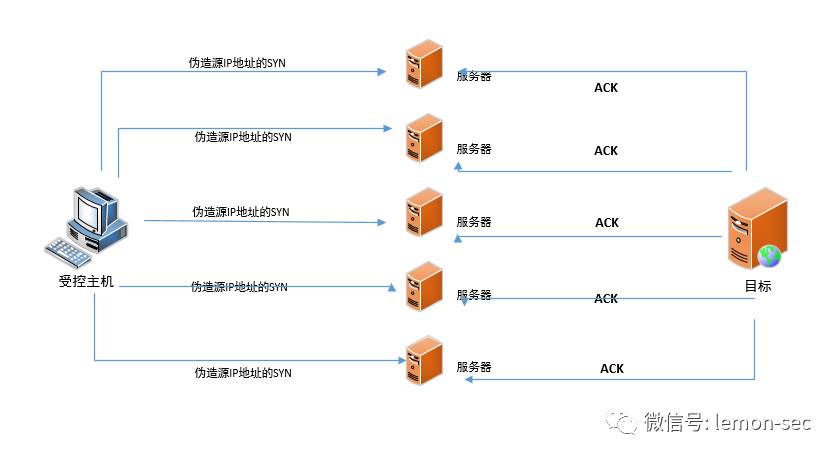 伪造源IP地址的SYN
服务器
ACK
伪造源IP地址的SYN
服务器
ACK
伪造源IP地址的SYN
服务器
ACK
受控主机
伪造源IP地址的SYN
服务器
ACK
目标
伪造源IP地址的SYN
服务器
ACK
微信号: lemon-sec